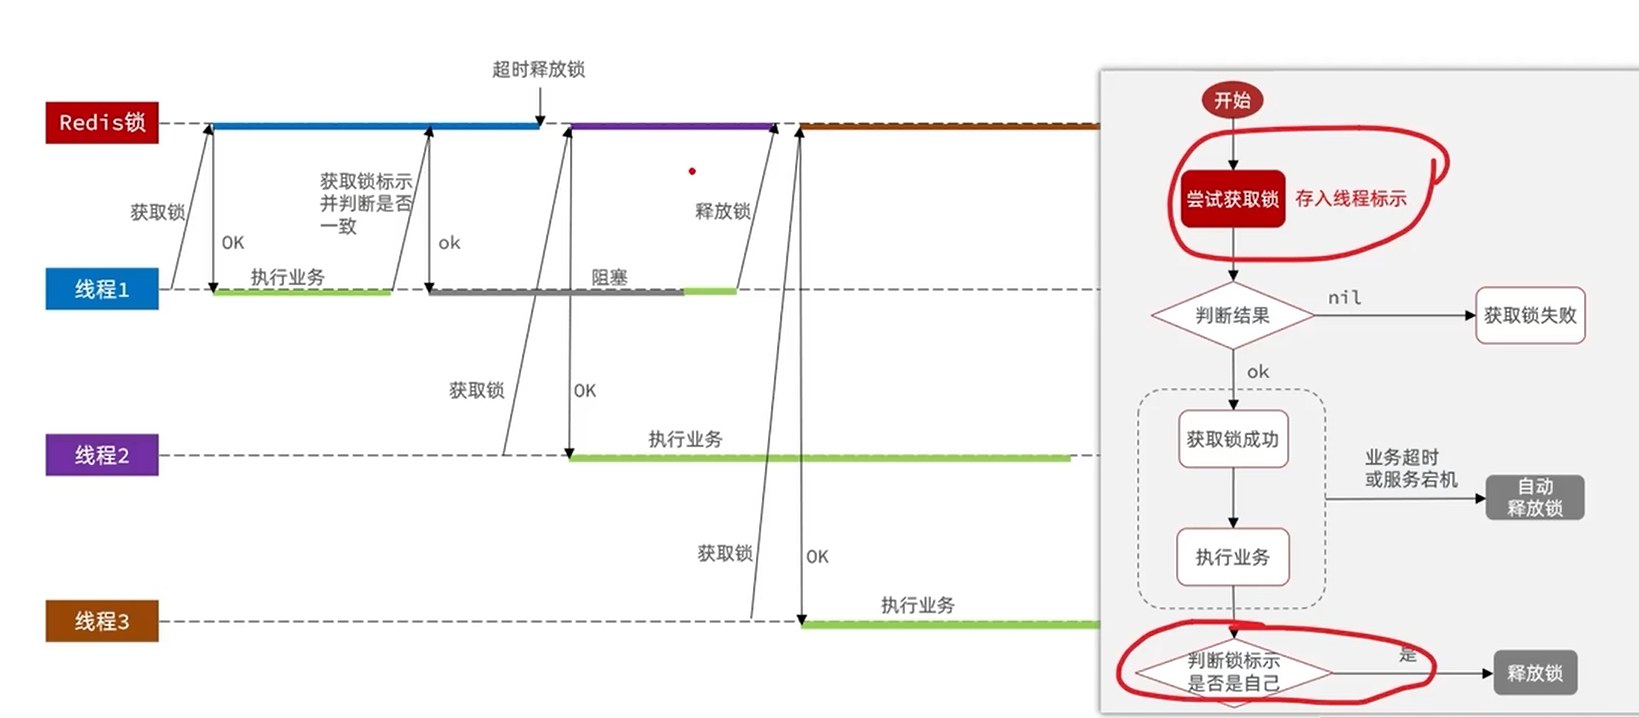 超时释放锁
Redis锁
获取锁标示
并判断是否
一致
获取锁
释放锁
OK
ok
执行业务
阻塞
线程1
获取锁
OK
执行业务
线程2
获取锁
OK
执行业务
线程3
开始
尝试获取锁
存入线程标示
判断结果
nil
获取锁失败
ok
获取锁成功
业务超时
或服务宕机
自动
释放锁
执行业务
判断锁标示
是否是自己
是
释放锁